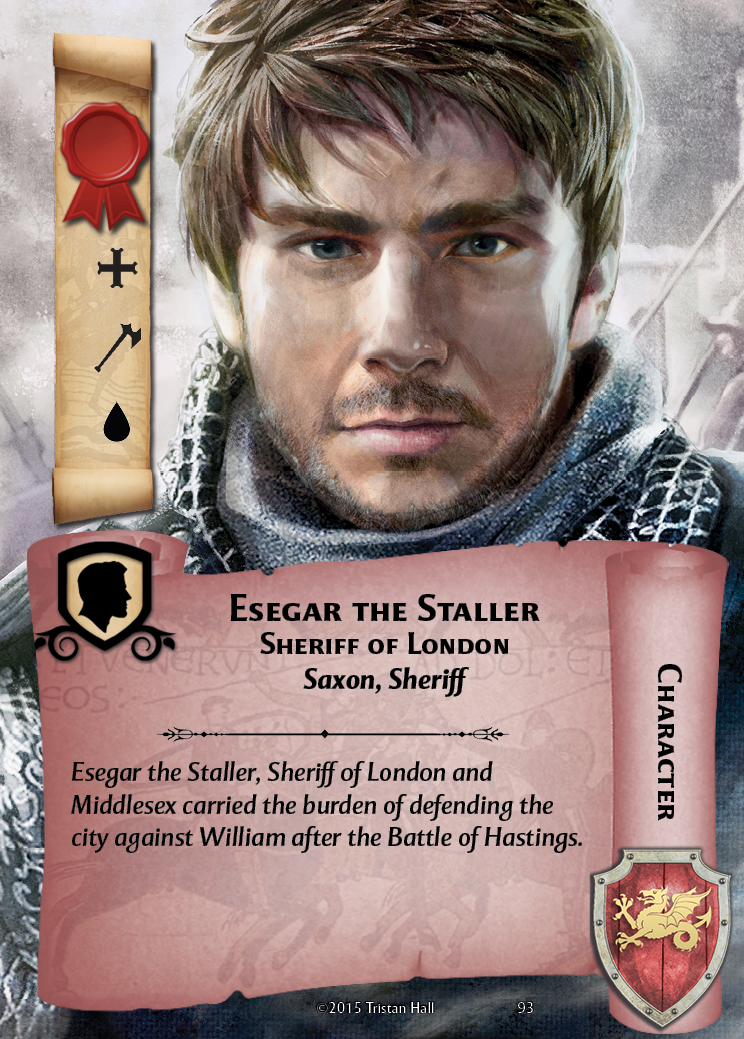 Esegar the Staller
Sheriff of London
Saxon, Sheriff
Character
Esegar the Staller, Sheriff of London and
Middlesex carried the burden of defending the
city against William after the Battle of Hastings.
©2015 Tristan Hall
93